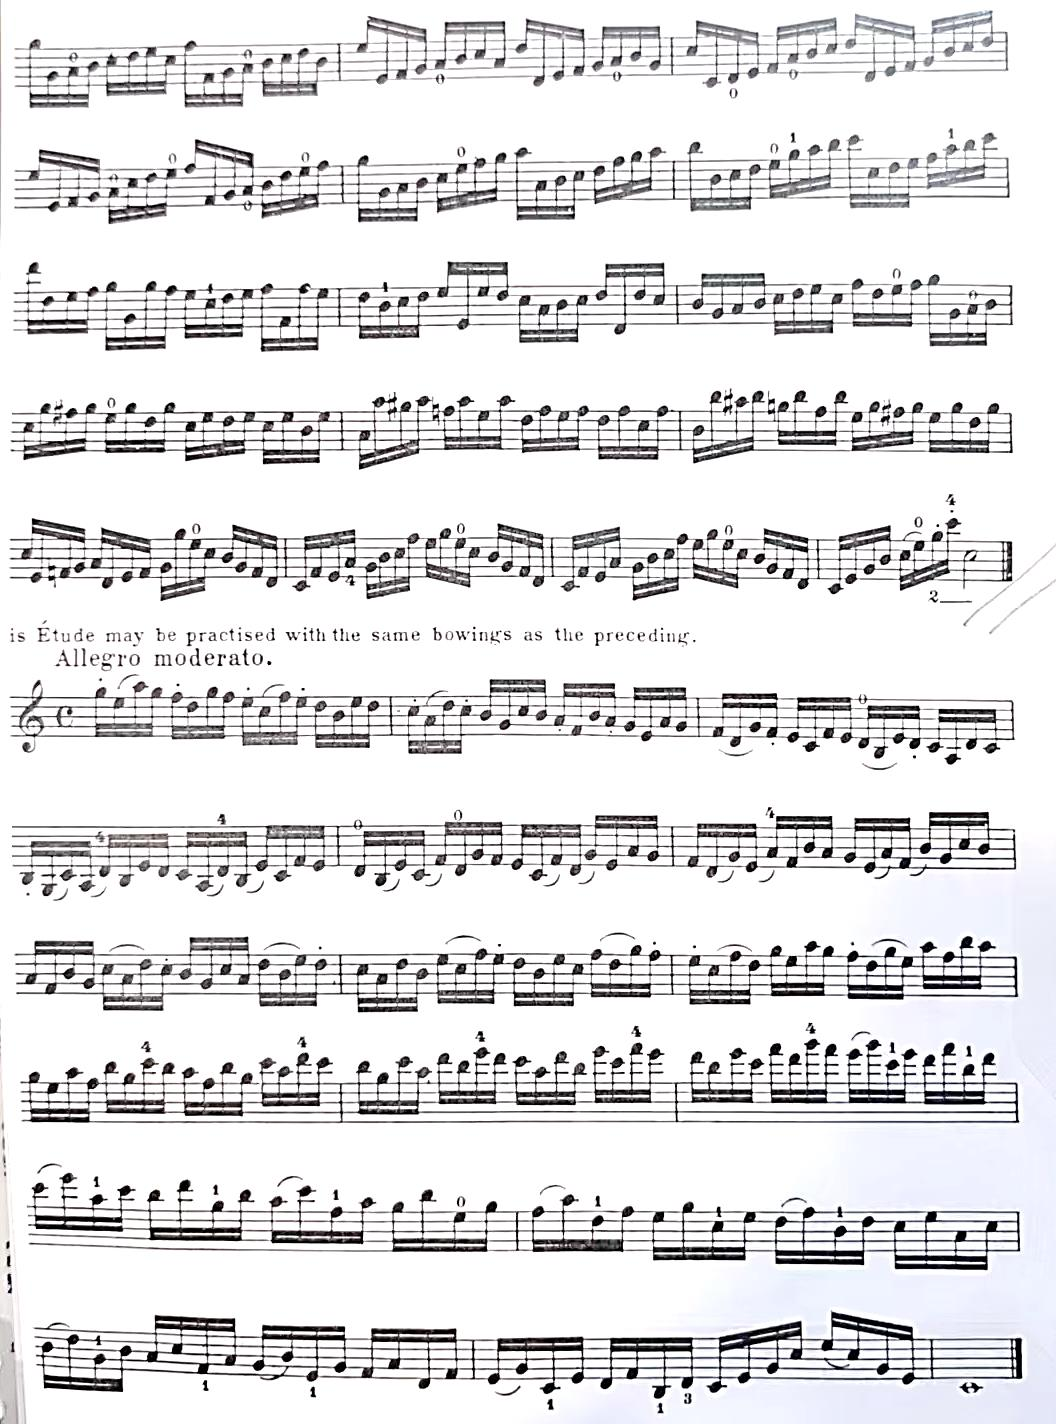 is Étude may be practised with the same bowings as the preceding.
Allegro moderato.